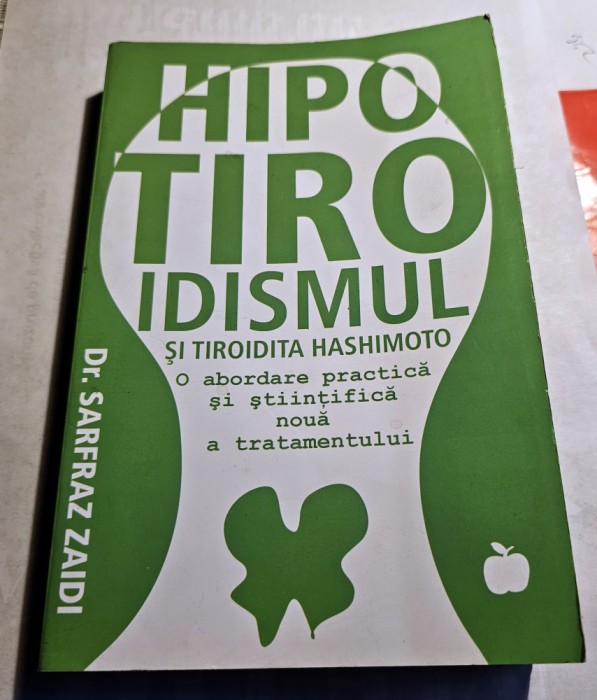 HIPO
TIRO
IDISMUL
ȘI TIROIDITA HASHIMOTO
O abordare practică
și științifică
nouă
a tratamentului
Dr. SARFRAZ ZAIDI